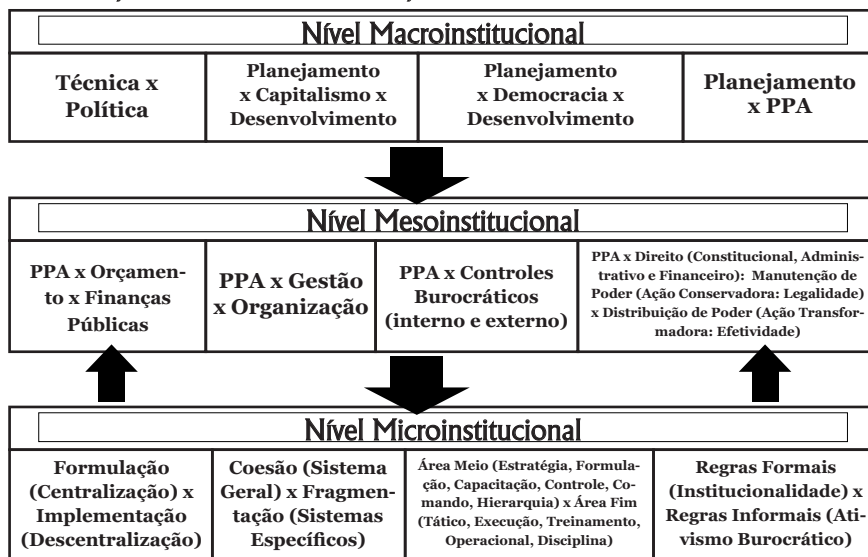 Nível Macroinstitucional
Técnica x
Política
Planejamento
x Capitalismo x
Desenvolvimento
Planejamento
x Democracia x
Desenvolvimento
Planejamento
x PPA
Nível Mesoinstitucional
PPA x Orçamen-
to x Finanças
Públicas
PPA x Gestão
x Organização
PPA x Controles
Burocráticos
(interno e externo)
PPA x Direito (Constitucional, Adminis-
trativo e Financeiro): Manutenção de
Poder (Ação Conservadora: Legalidade)
x Distribuição de Poder (Ação Transfor-
madora: Efetividade)
Nível Microinstitucional
Formulação
(Centralização) x
Implementação
(Descentralização)
Coesão (Sistema
Geral) x Fragmen-
tação (Sistemas
Específicos)
Área Meio (Estratégia, Formula-
ção, Capacitação, Controle, Co-
mando, Hierarquia) x Área Fim
(Tático, Execução, Treinamento,
Operacional, Disciplina)
Regras Formais
(Institucionalidade) x
Regras Informais (Ati-
vismo Burocrático)